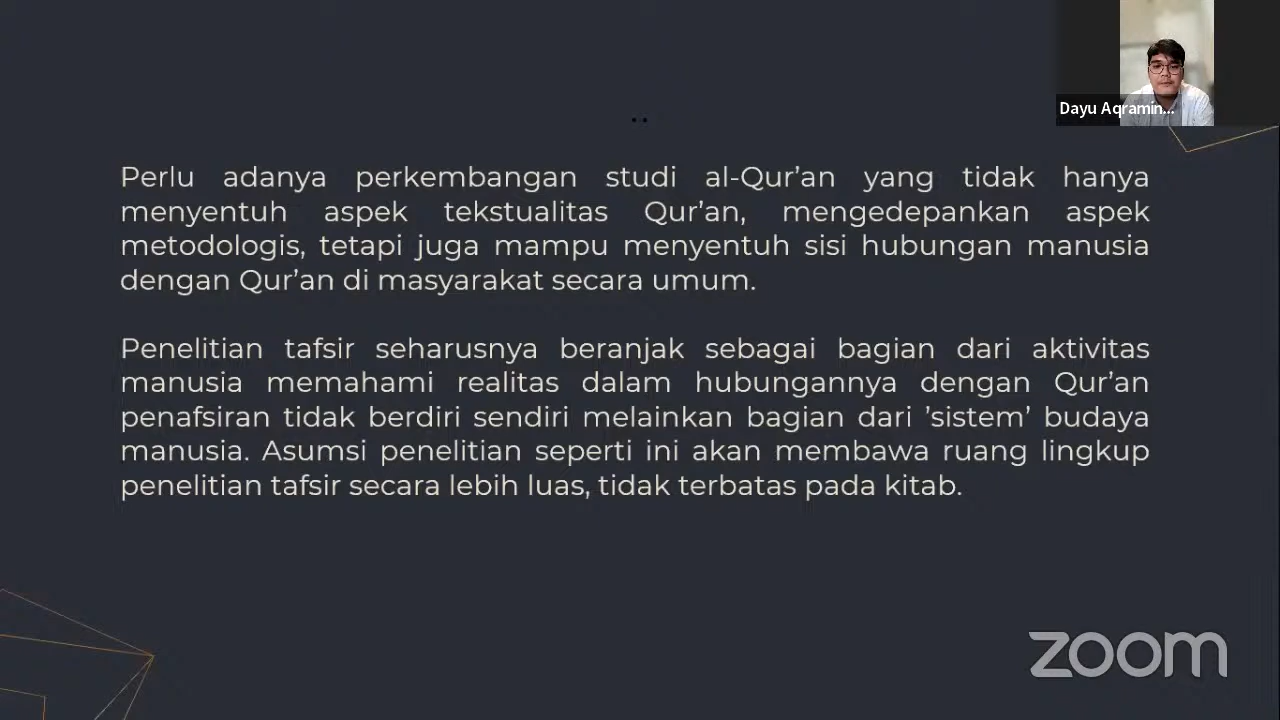 Dayu Aqramin...
..
Perlu adanya perkembangan studi al-Qur’an yang tidak hanya
menyentuh aspek tekstualitas Qur’an, mengedepankan aspek
metodologis, tetapi juga mampu menyentuh sisi hubungan manusia
dengan Qur’an di masyarakat secara umum.
Penelitian tafsir seharusnya beranjak sebagai bagian dari aktivitas
manusia memahami realitas dalam hubungannya dengan Qur’an
penafsiran tidak berdiri sendiri melainkan bagian dari ’sistem’ budaya
manusia. Asumsi penelitian seperti ini akan membawa ruang lingkup
penelitian tafsir secara lebih luas, tidak terbatas pada kitab.
zoom